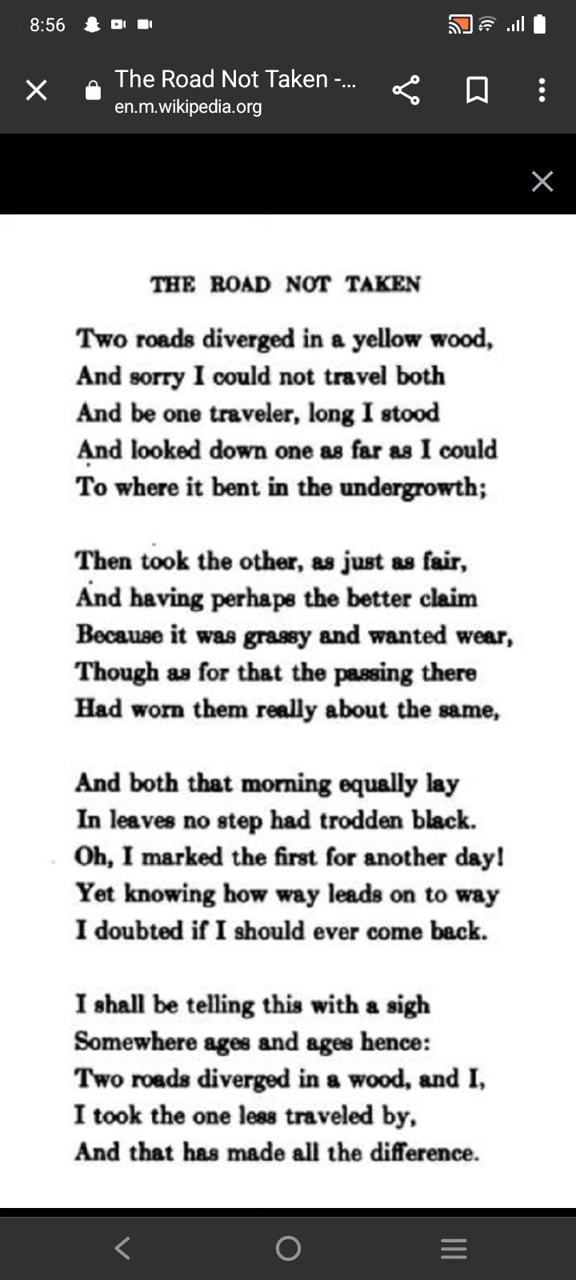 8:56
The Road Not Taken -...
en.m.wikipedia.org
THE ROAD NOT TAKEN
Two roads diverged in a yellow wood,
And sorry I could not travel both
And be one traveler, long I stood
And looked down one as far as I could
To where it bent in the undergrowth;
Then took the other, as just as fair,
And having perhaps the better claim
Because it was grassy and wanted wear,
Though as for that the passing there
Had worn them really about the same,
And both that morning equally lay
In leaves no step had trodden black.
Oh, I marked the first for another day!
Yet knowing how way leads on to way
I doubted if I should ever come back.
I shall be telling this with a sigh
Somewhere ages and ages hence:
Two roads diverged in a wood, and I,
I took the one less traveled by,
And that has made all the difference.